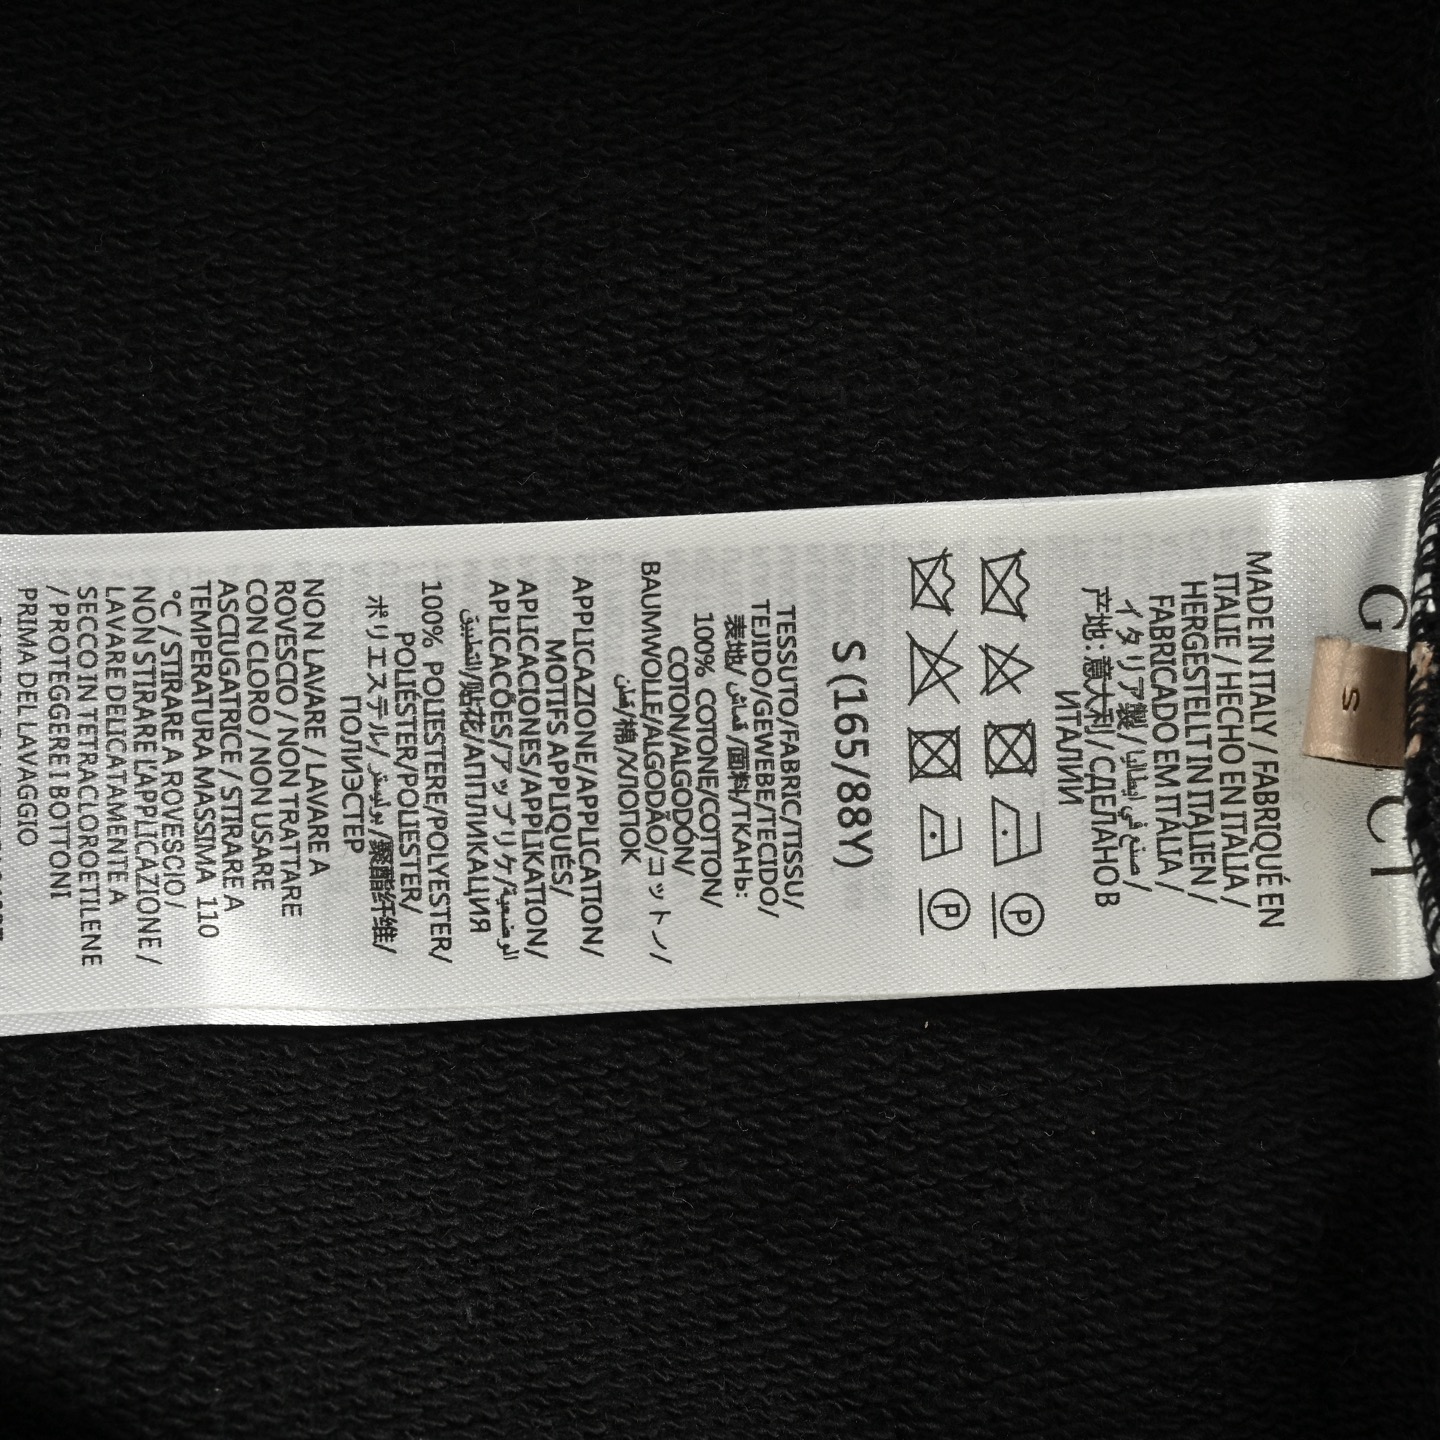 G CI
S
MADE IN ITALY / FABRIQUÉ EN
ITALIE / HECHO EN ITALIA /
HERGESTELLT IN ITALIEN /
FABRICADO EM ITÁLIA /
イタリア製 / صنع في إيطاليا /
产地: 意大利 / СДЕЛАНО В
ИТАЛИИ
P
P
S (165/88Y)
TESSUTO/FABRIC/TISSU/
TEJIDO/GEWEBE/TECIDO/
表地/ قماش /面料/ТКАНЬ:
100% COTONE/COTTON/
COTON/ALGODÓN/
BAUMWOLLE/ALGODÃO/コットン/
قطن/棉/ХЛОПОК
APPLICAZIONE/APPLICATION/
MOTIFS APPLIQUÉS/
APLICACIONES/APPLIKATION/
APLICACÕES/アップリケ/الوضعية/
التطبيق/贴花/АППЛИКАЦИЯ
100% POLIESTERE/POLYESTER/
POLIÉSTER/POLIESTER/
ポリエステル/ بوليستر /聚酯纤维/
ПОЛИЭСТЕР
NON LAVARE / LAVARE A
ROVESCIO / NON TRATTARE
CON CLORO / NON USARE
ASCIUGATRICE / STIRARE A
TEMPERATURA MASSIMA 110
°C / STIRARE A ROVESCIO /
NON STIRARE L'APPLICAZIONE /
LAVARE DELICATAMENTE A
SECCO IN TETRACLOROETILENE
/ PROTEGGERE I BOTTONI
PRIMA DEL LAVAGGIO